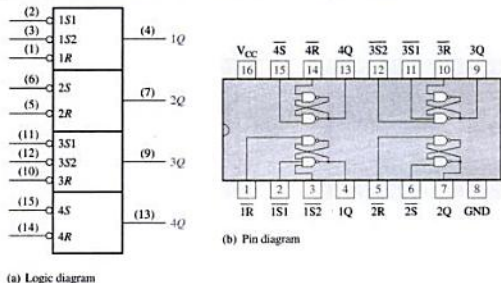 (2) 1S1
(3) 1S2 (4) 1Q
(1) 1R
(6) 2S
(7) 2Q
(5) 2R
(11) 3S1
(12) 3S2 (9) 3Q
(10) 3R
(15) 4S
(13) 4Q
(14) 4R
(a) Logic diagram
V_CC 4S̅ 4R̅ 4Q 3S2̅ 3S1̅ 3R̅ 3Q
16 15 14 13 12 11 10 9
1 2 3 4 5 6 7 8
1R̅ 1S1̅ 1S2̅ 1Q 2R̅ 2S̅ 2Q GND
(b) Pin diagram